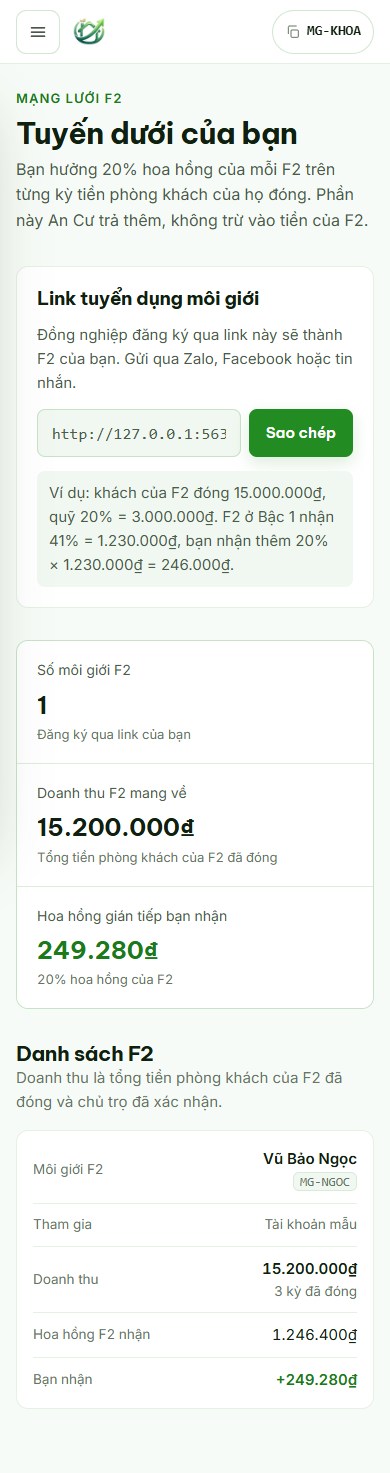 MG-KHOA
MẠNG LƯỚI F2
Tuyến dưới của bạn
Bạn hưởng 20% hoa hồng của mỗi F2 trên
từng kỳ tiền phòng khách của họ đóng. Phần
này An Cư trả thêm, không trừ vào tiền của F2.
Link tuyển dụng môi giới
Đồng nghiệp đăng ký qua link này sẽ thành
F2 của bạn. Gửi qua Zalo, Facebook hoặc tin
nhắn.
http://127.0.0.1:563
Sao chép
Ví dụ: khách của F2 đóng 15.000.000₫,
quỹ 20% = 3.000.000₫. F2 ở Bậc 1 nhận
41% = 1.230.000₫, bạn nhận thêm 20%
× 1.230.000₫ = 246.000₫.
Số môi giới F2
1
Đăng ký qua link của bạn
Doanh thu F2 mang về
15.200.000₫
Tổng tiền phòng khách của F2 đã đóng
Hoa hồng gián tiếp bạn nhận
249.280₫
20% hoa hồng của F2
Danh sách F2
Doanh thu là tổng tiền phòng khách của F2 đã
đóng và chủ trọ đã xác nhận.
Môi giới F2
Vũ Bảo Ngọc
MG-NGOC
Tham gia
Tài khoản mẫu
Doanh thu
15.200.000₫
3 kỳ đã đóng
Hoa hồng F2 nhận
1.246.400₫
Bạn nhận
+249.280₫